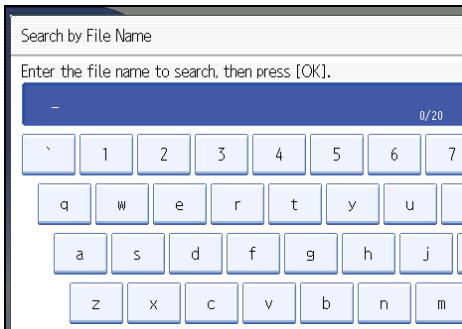 Search by File Name
Enter the file name to search, then press [OK].
_
0/20
` 1 2 3 4 5 6 7
q w e r t y u
a s d f g h j
z x c v b n m